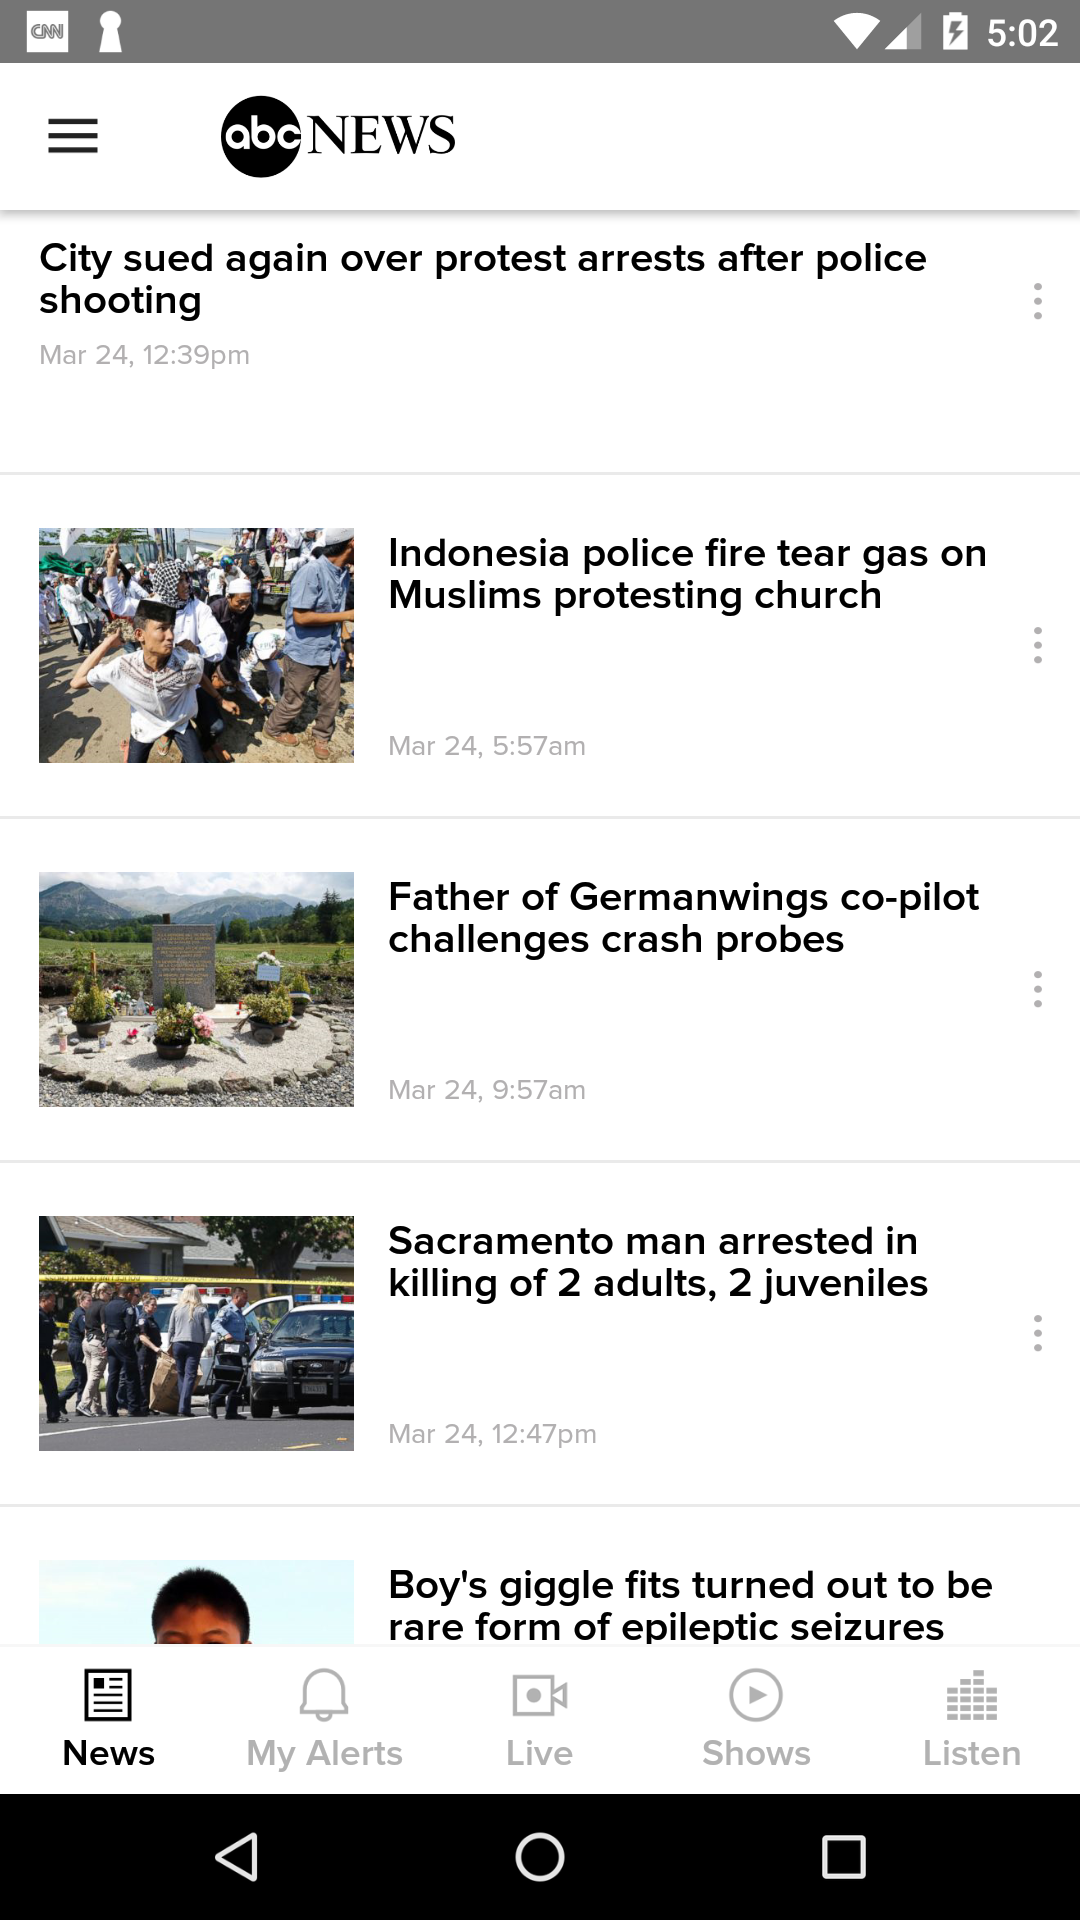 CNN
5:02
abc NEWS
City sued again over protest arrests after police
shooting
Mar 24, 12:39pm
Indonesia police fire tear gas on
Muslims protesting church
Mar 24, 5:57am
Father of Germanwings co-pilot
challenges crash probes
Mar 24, 9:57am
Sacramento man arrested in
killing of 2 adults, 2 juveniles
Mar 24, 12:47pm
Boy's giggle fits turned out to be
rare form of epileptic seizures
News
My Alerts
Live
Shows
Listen